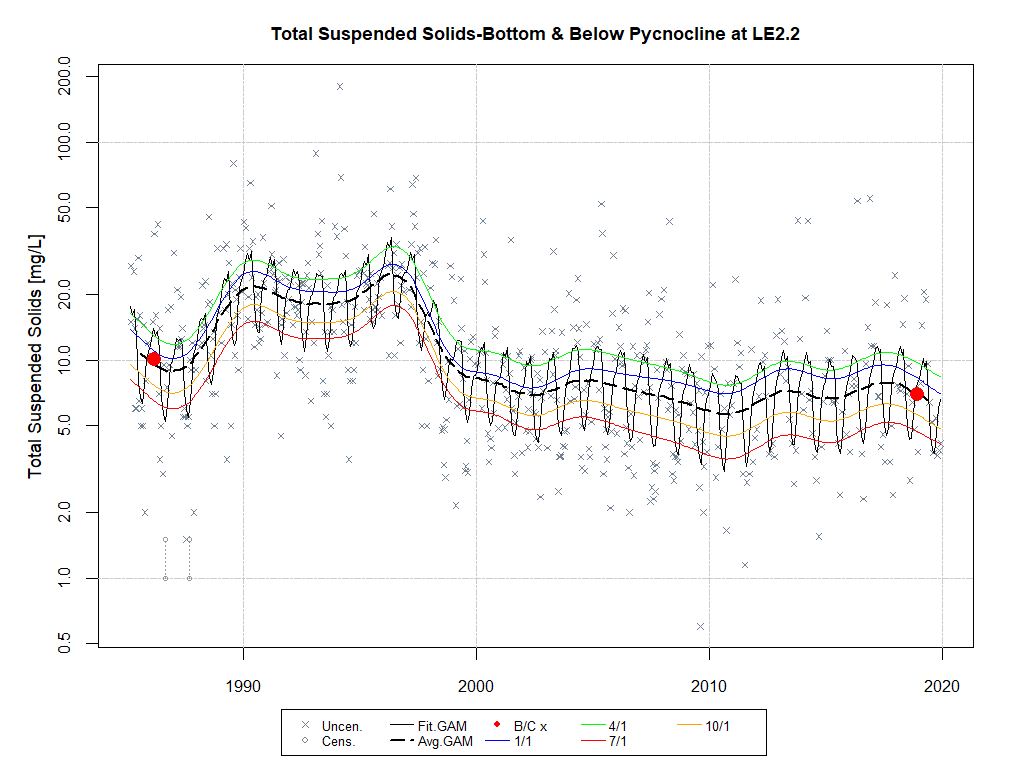 Total Suspended Solids-Bottom & Below Pycnocline at LE2.2
Total Suspended Solids [mg/L]
200.0
100.0
50.0
20.0
10.0
5.0
2.0
1.0
0.5
1990 2000 2010 2020
Uncen. Fit.GAM B/C x 4/1 10/1
Cens. Avg.GAM 1/1 7/1